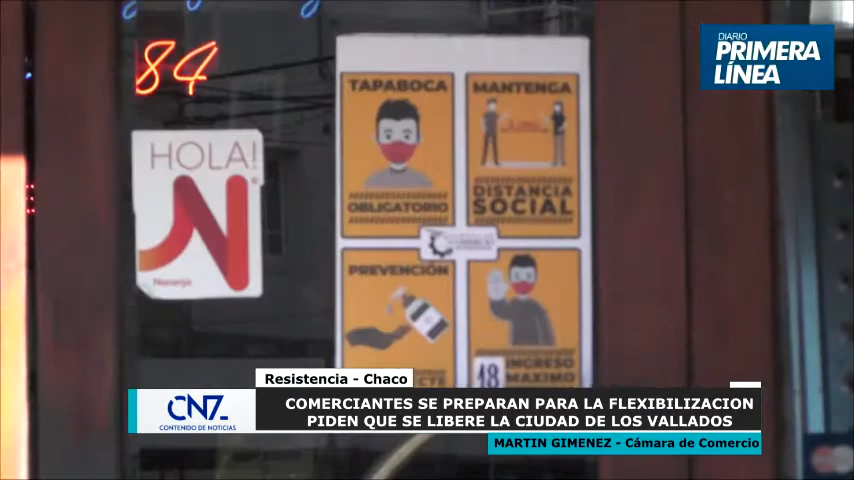 84
DIARIO
PRIMERA
LÍNEA
HOLA!
N
Naranja
TAPABOCA
OBLIGATORIO
MANTENGA
DISTANCIA
SOCIAL
PREVENCIÓN
INGRESO
18 MAXIMO
Resistencia - Chaco
CN7
CONTENIDO DE NOTICIAS
COMERCIANTES SE PREPARAN PARA LA FLEXIBILIZACION
PIDEN QUE SE LIBERE LA CIUDAD DE LOS VALLADOS
MARTIN GIMENEZ - Cámara de Comercio